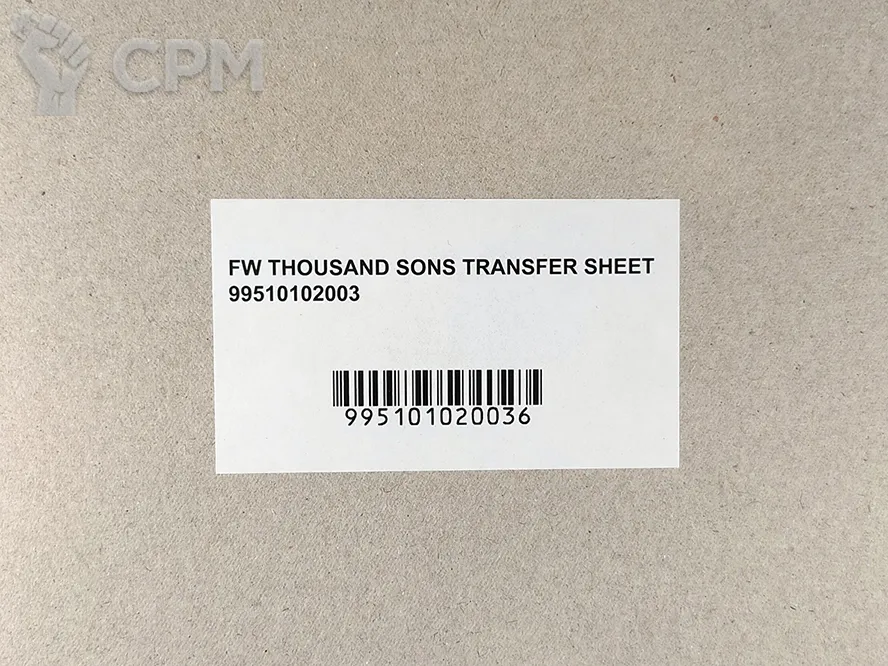 CPM
FW THOUSAND SONS TRANSFER SHEET
99510102003
995101020036